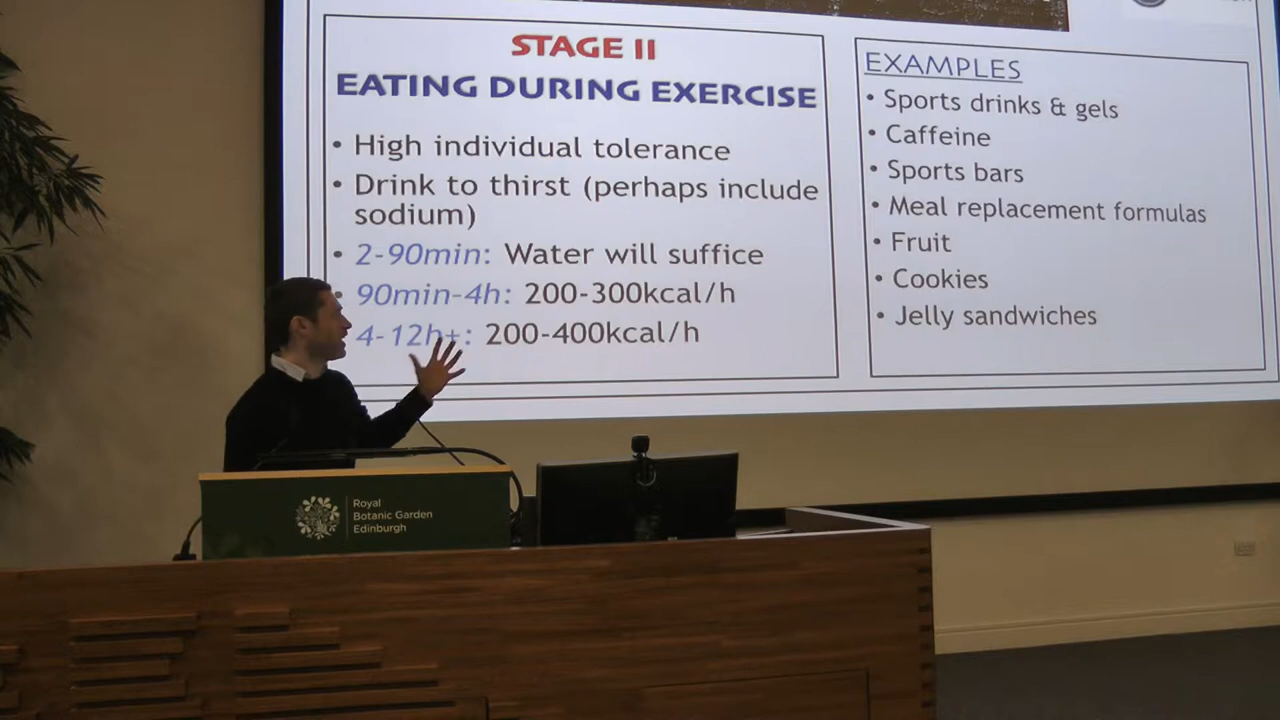 STAGE II
EATING DURING EXERCISE
• High individual tolerance
• Drink to thirst (perhaps include
sodium)
• 2-90min: Water will suffice
• 90min-4h: 200-300kcal/h
4-12h+: 200-400kcal/h
EXAMPLES
• Sports drinks & gels
• Caffeine
• Sports bars
• Meal replacement formulas
• Fruit
• Cookies
• Jelly sandwiches
Royal
Botanic Garden
Edinburgh